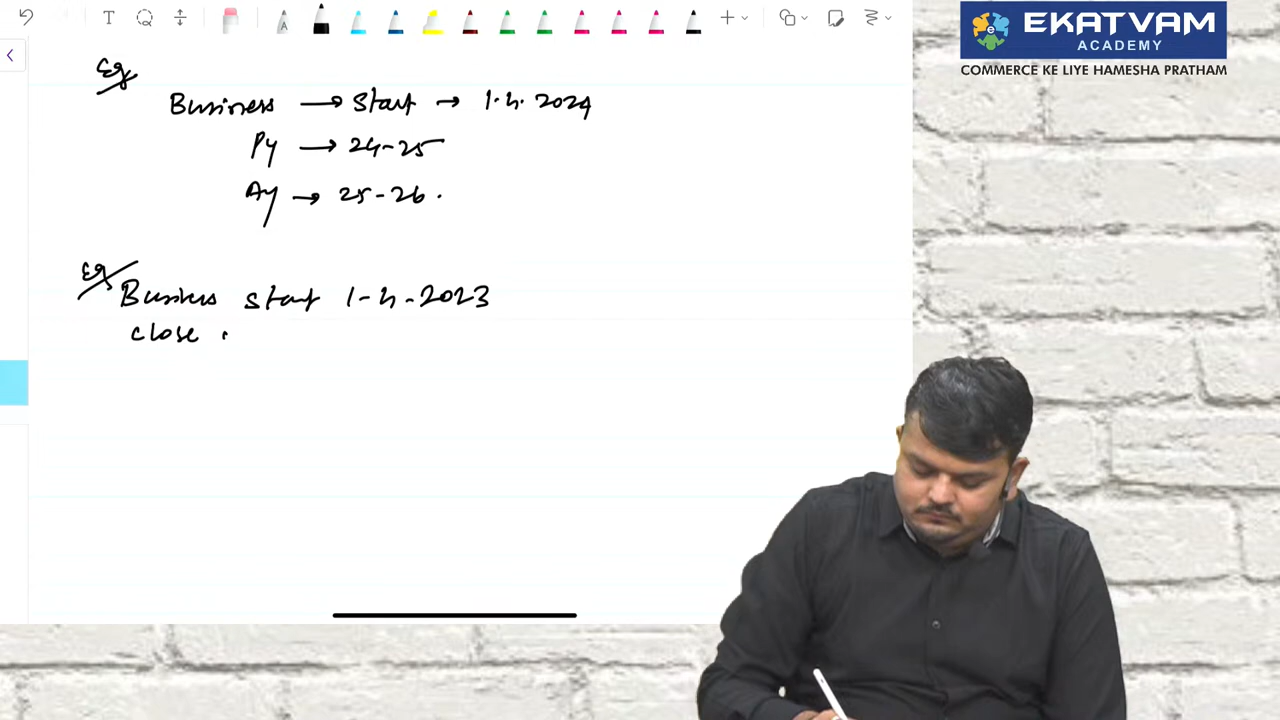 EKATVAM
ACADEMY
COMMERCE KE LIYE HAMESHA PRATHAM
Eg
Business → start → 1.4.2024
Py → 24-25
Ay → 25-26.
Eg
Business start 1-4-2023
close
T
A